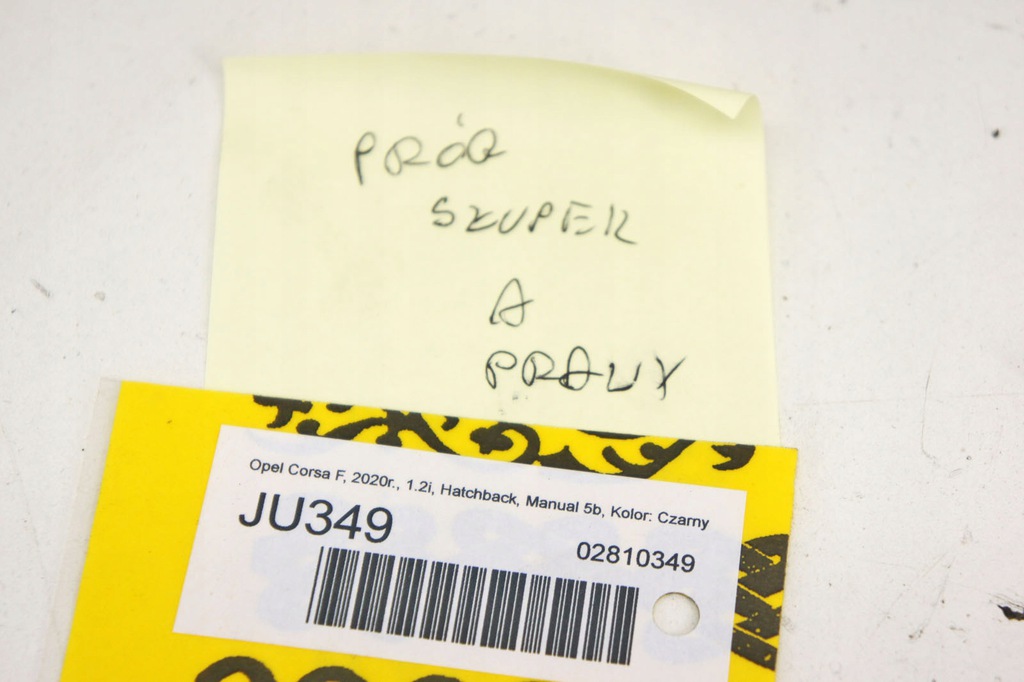 PRÓG
SZUPER
A
PRAWY
Opel Corsa F, 2020r., 1.2i, Hatchback, Manual 5b, Kolor: Czarny
JU349
02810349